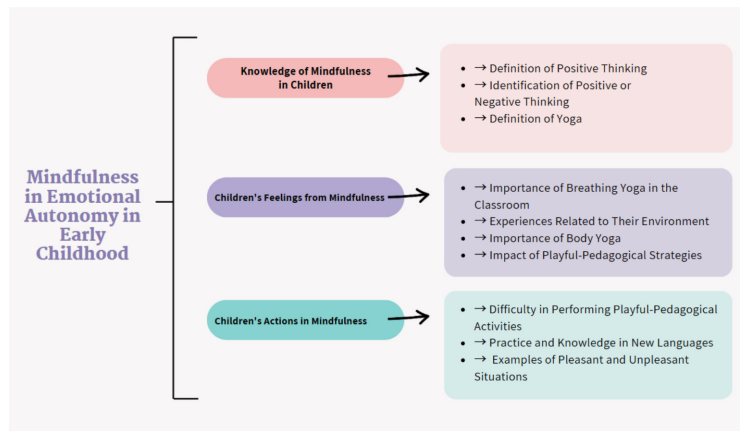 Mindfulness
in Emotional
Autonomy in
Early
Childhood
Knowledge of Mindfulness
in Children
• → Definition of Positive Thinking
• → Identification of Positive or
Negative Thinking
• → Definition of Yoga
Children's Feelings from Mindfulness
• → Importance of Breathing Yoga in the
Classroom
• → Experiences Related to Their Environment
• → Importance of Body Yoga
• → Impact of Playful-Pedagogical Strategies
Children's Actions in Mindfulness
• → Difficulty in Performing Playful-Pedagogical
Activities
• → Practice and Knowledge in New Languages
• → Examples of Pleasant and Unpleasant
Situations